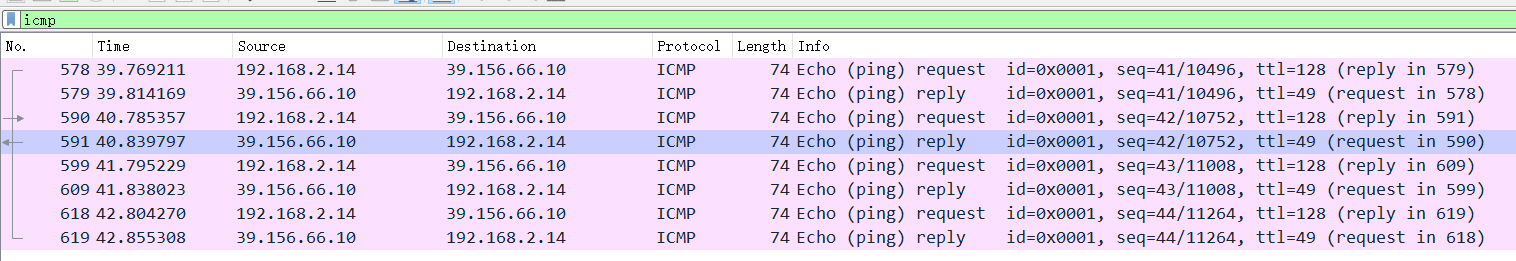 icmp
No. Time Source Destination Protocol Length Info
578 39.769211 192.168.2.14 39.156.66.10 ICMP 74 Echo (ping) request id=0x0001, seq=41/10496, ttl=128 (reply in 579)
579 39.814169 39.156.66.10 192.168.2.14 ICMP 74 Echo (ping) reply id=0x0001, seq=41/10496, ttl=49 (request in 578)
590 40.785357 192.168.2.14 39.156.66.10 ICMP 74 Echo (ping) request id=0x0001, seq=42/10752, ttl=128 (reply in 591)
591 40.839797 39.156.66.10 192.168.2.14 ICMP 74 Echo (ping) reply id=0x0001, seq=42/10752, ttl=49 (request in 590)
599 41.795229 192.168.2.14 39.156.66.10 ICMP 74 Echo (ping) request id=0x0001, seq=43/11008, ttl=128 (reply in 609)
609 41.838023 39.156.66.10 192.168.2.14 ICMP 74 Echo (ping) reply id=0x0001, seq=43/11008, ttl=49 (request in 599)
618 42.804270 192.168.2.14 39.156.66.10 ICMP 74 Echo (ping) request id=0x0001, seq=44/11264, ttl=128 (reply in 619)
619 42.855308 39.156.66.10 192.168.2.14 ICMP 74 Echo (ping) reply id=0x0001, seq=44/11264, ttl=49 (request in 618)